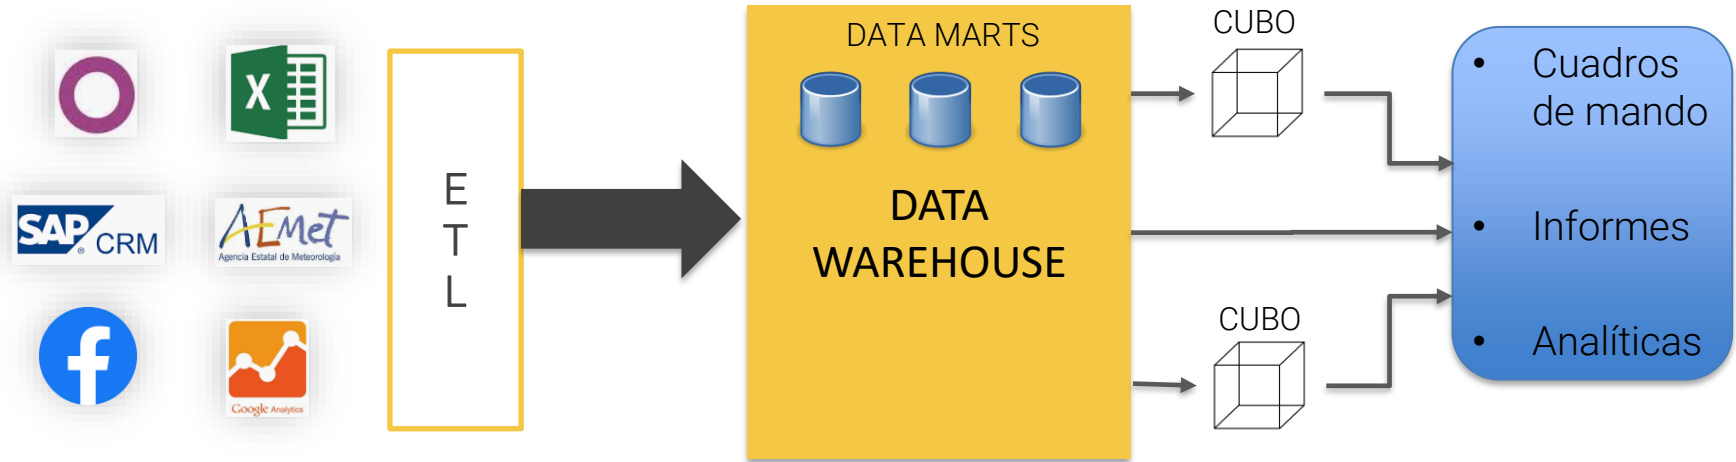 X
SAP
®
CRM
AEMet
Agencia Estatal de Meteorología
f
Google Analytics
E
T
L
DATA MARTS
DATA
WAREHOUSE
CUBO
CUBO
• Cuadros
de mando
• Informes
• Analíticas